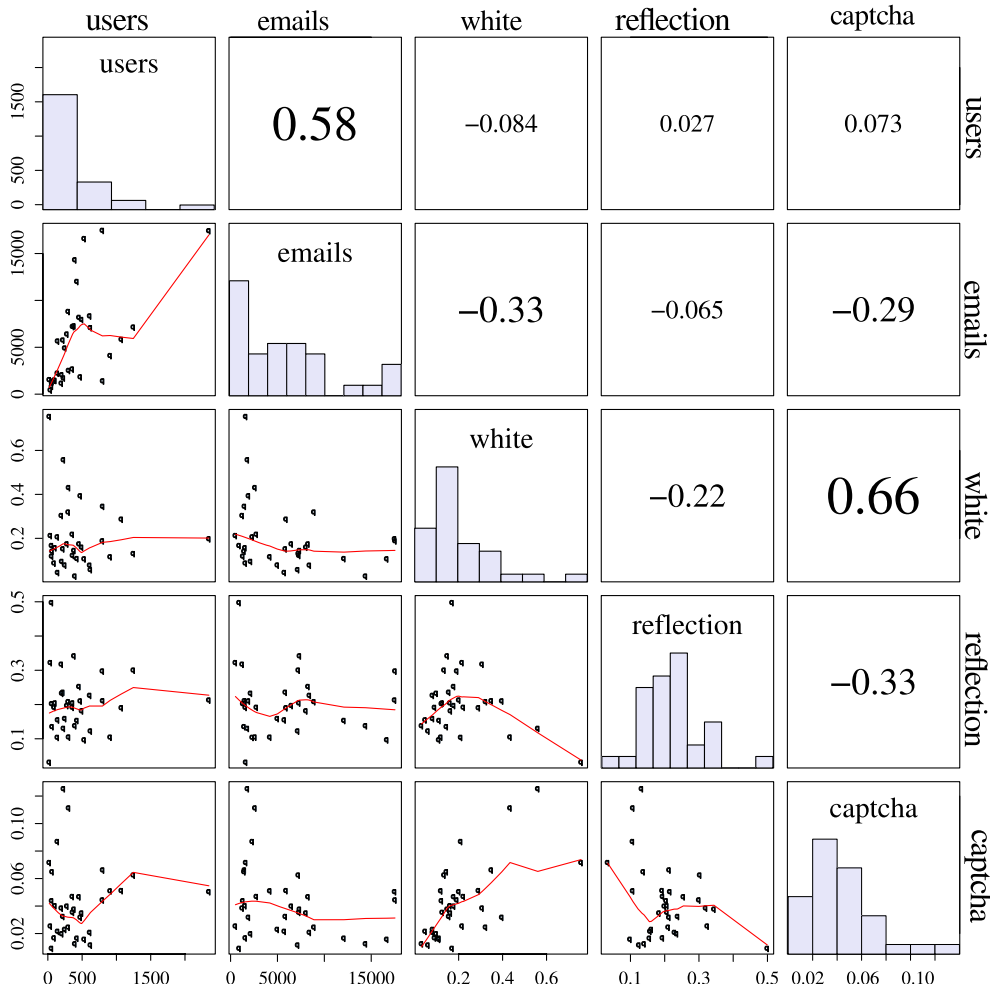 users emails white reflection captcha
users 0.58 −0.084 0.027 0.073 users
0 500 1500
emails −0.33 −0.065 −0.29 emails
0 5000 15000
white −0.22 0.66 white
0.2 0.4 0.6
reflection −0.33 reflection
0.1 0.3 0.5
captcha captcha
0.02 0.06 0.10
0 500 1500 0 5000 15000 0.2 0.4 0.6 0.1 0.3 0.5 0.02 0.06 0.10